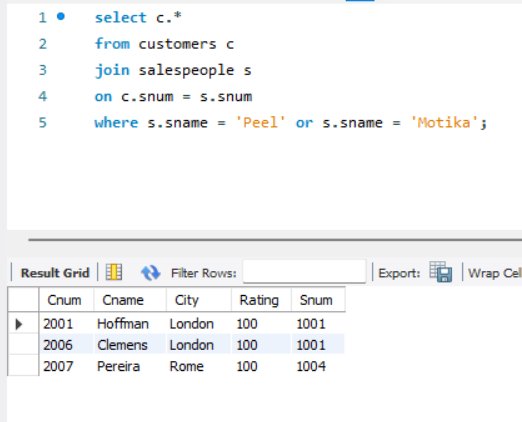 1 select c.*
2 from customers c
3 join salespeople s
4 on c.snum = s.snum
5 where s.sname = 'Peel' or s.sname = 'Motika';
Result Grid Filter Rows: Export: Wrap Cel
Cnum Cname City Rating Snum
2001 Hoffman London 100 1001
2006 Clemens London 100 1001
2007 Pereira Rome 100 1004